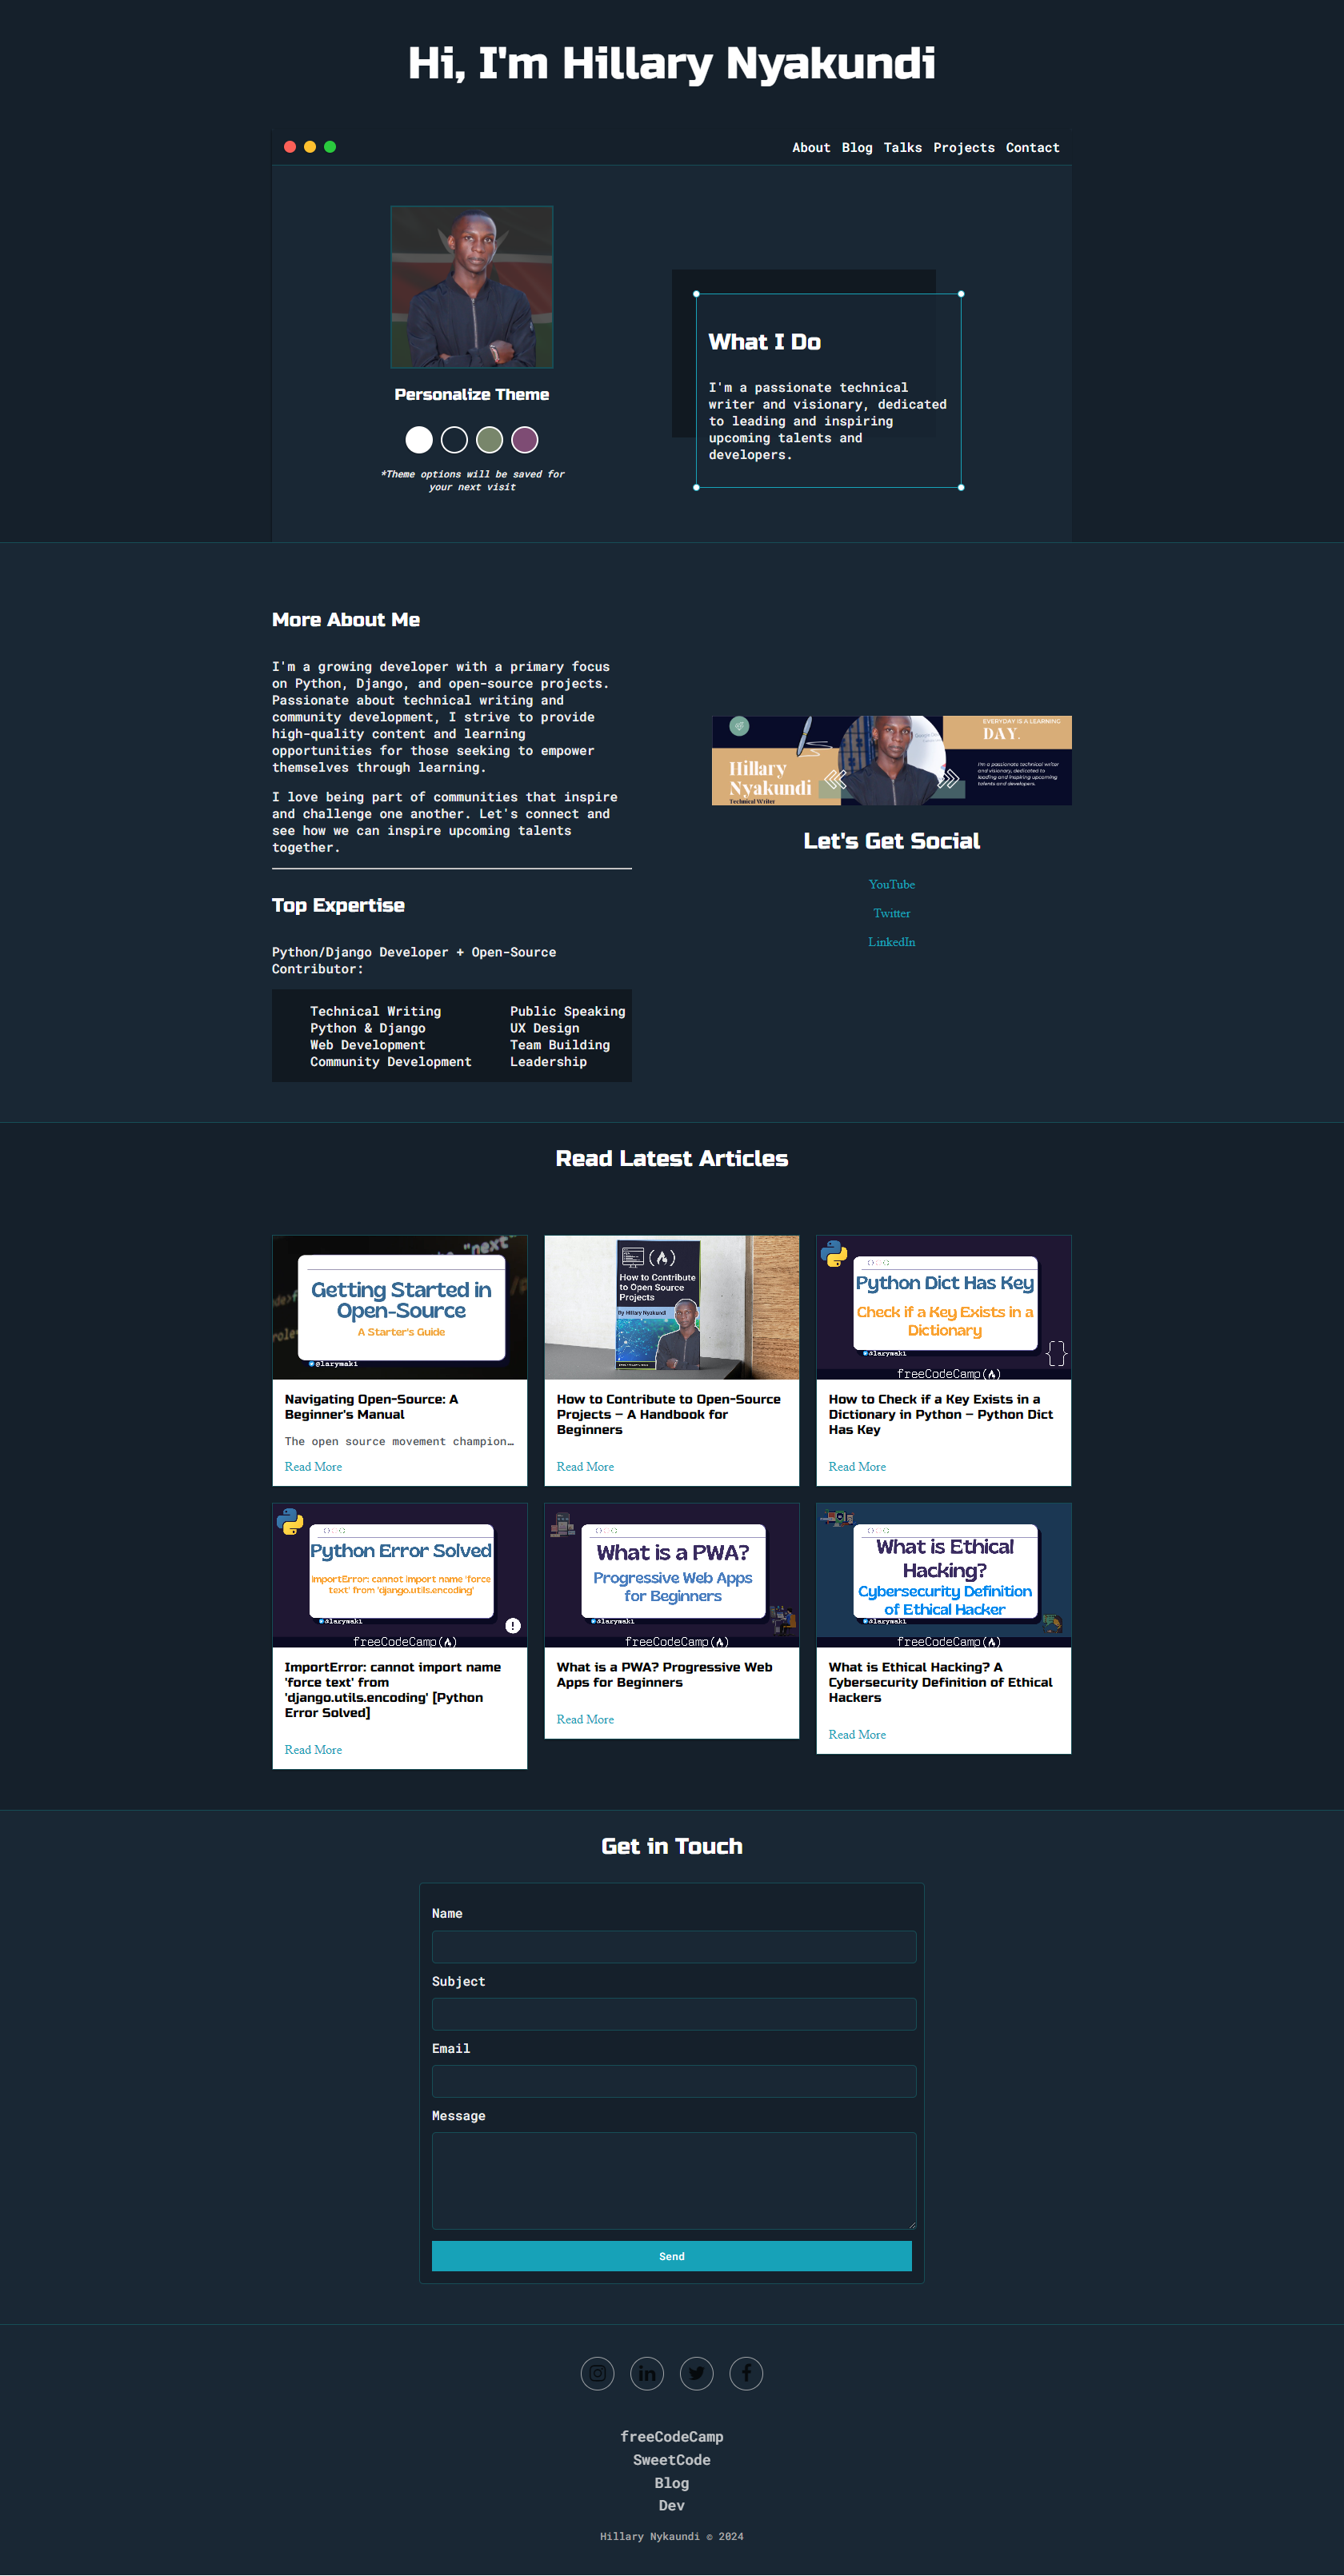 Hi, I'm Hillary Nyakundi
About Blog Talks Projects Contact
Personalize Theme
*Theme options will be saved for
your next visit
What I Do
I'm a passionate technical
writer and visionary, dedicated
to leading and inspiring
upcoming talents and
developers.
More About Me
I'm a growing developer with a primary focus
on Python, Django, and open-source projects.
Passionate about technical writing and
community development, I strive to provide
high-quality content and learning
opportunities for those seeking to empower
themselves through learning.
I love being part of communities that inspire
and challenge one another. Let's connect and
see how we can inspire upcoming talents
together.
Top Expertise
Python/Django Developer + Open-Source
Contributor:
Technical Writing
Python & Django
Web Development
Community Development
Public Speaking
UX Design
Team Building
Leadership
EVERYDAY IS A LEARNING
DAY.
Hillary
Nyakundi
Technical Writer
I'm a passionate technical writer
and visionary, dedicated to
leading and inspiring upcoming
talents and developers.
Let's Get Social
YouTube
Twitter
LinkedIn
Read Latest Articles
"next"
Getting Started in
Open-Source
A Starter's Guide
@larymak1
Navigating Open-Source: A
Beginner's Manual
The open source movement champion…
Read More
How to Contribute
to Open Source
Projects
By Hillary Nyakundi
How to Contribute to Open-Source
Projects – A Handbook for
Beginners
Read More
Python Dict Has Key
Check if a Key Exists in a
Dictionary
@larymak1
{ }
freeCodeCamp(🔥)
How to Check if a Key Exists in a
Dictionary in Python – Python Dict
Has Key
Read More
Python Error Solved
ImportError: cannot import name 'force
text' from 'django.utils.encoding'
@larymak1
freeCodeCamp(🔥)
ImportError: cannot import name
'force text' from
'django.utils.encoding' [Python
Error Solved]
Read More
What is a PWA?
Progressive Web Apps
for Beginners
@larymak1
freeCodeCamp(🔥)
What is a PWA? Progressive Web
Apps for Beginners
Read More
What is Ethical
Hacking?
Cybersecurity Definition
of Ethical Hacker
@larymak1
freeCodeCamp(🔥)
What is Ethical Hacking? A
Cybersecurity Definition of Ethical
Hackers
Read More
Get in Touch
Name
Subject
Email
Message
Send
freeCodeCamp
SweetCode
Blog
Dev
Hillary Nykaundi © 2024